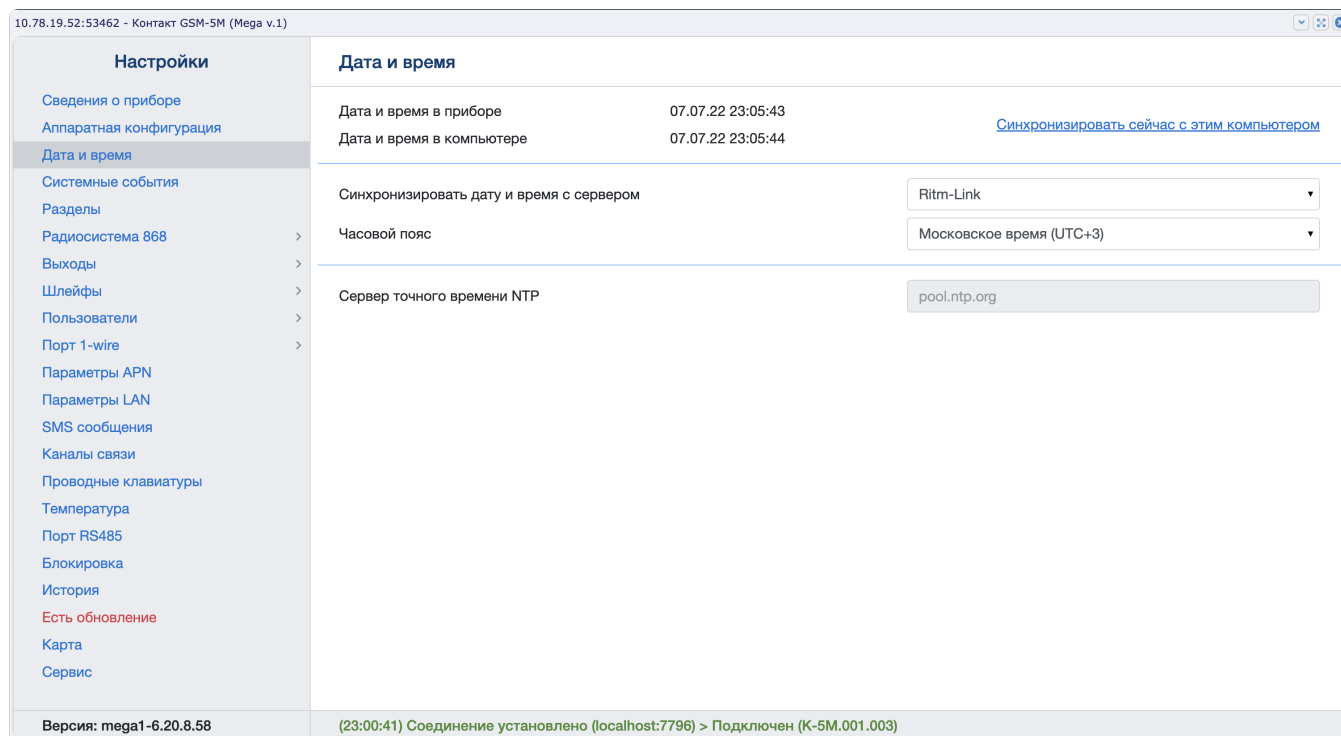 10.78.19.52:53462 - Контакт GSM-5M (Mega v.1)
Настройки
Сведения о приборе
Аппаратная конфигурация
Дата и время
Системные события
Разделы
Радиосистема 868
Выходы
Шлейфы
Пользователи
Порт 1-wire
Параметры APN
Параметры LAN
SMS сообщения
Каналы связи
Проводные клавиатуры
Температура
Порт RS485
Блокировка
История
Есть обновление
Карта
Сервис
Версия: mega1-6.20.8.58
Дата и время
Дата и время в приборе 07.07.22 23:05:43
Дата и время в компьютере 07.07.22 23:05:44
Синхронизировать сейчас с этим компьютером
Синхронизировать дату и время с сервером Ritm-Link
Часовой пояс Московское время (UTC+3)
Сервер точного времени NTP pool.ntp.org
(23:00:41) Соединение установлено (localhost:7796) > Подключен (K-5M.001.003)